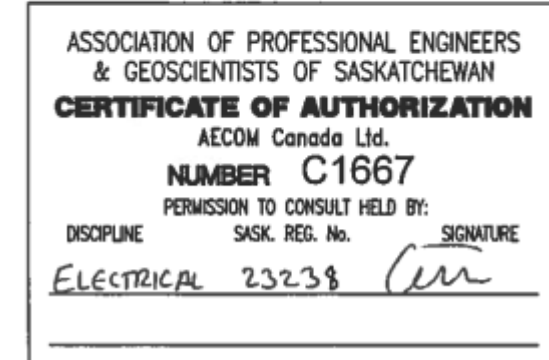 ASSOCIATION OF PROFESSIONAL ENGINEERS
& GEOSCIENTISTS OF SASKATCHEWAN
CERTIFICATE OF AUTHORIZATION
AECOM Canada Ltd.
NUMBER C1667
PERMISSION TO CONSULT HELD BY:
DISCIPLINE SASK. REG. No. SIGNATURE
ELECTRICAL 23238